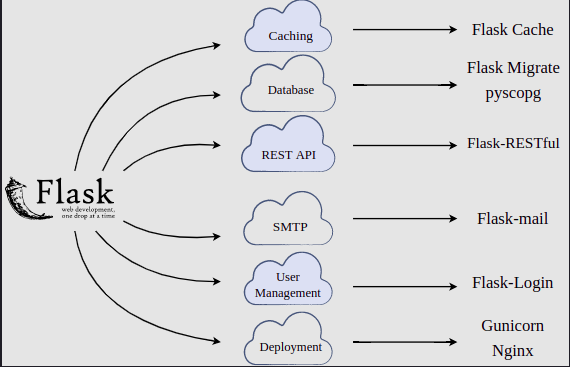 Caching
Flask Cache
Database
Flask Migrate
pyscopg
REST API
Flask-RESTful
Flask
web development,
one drop at a time
SMTP
Flask-mail
User
Management
Flask-Login
Deployment
Gunicorn
Nginx